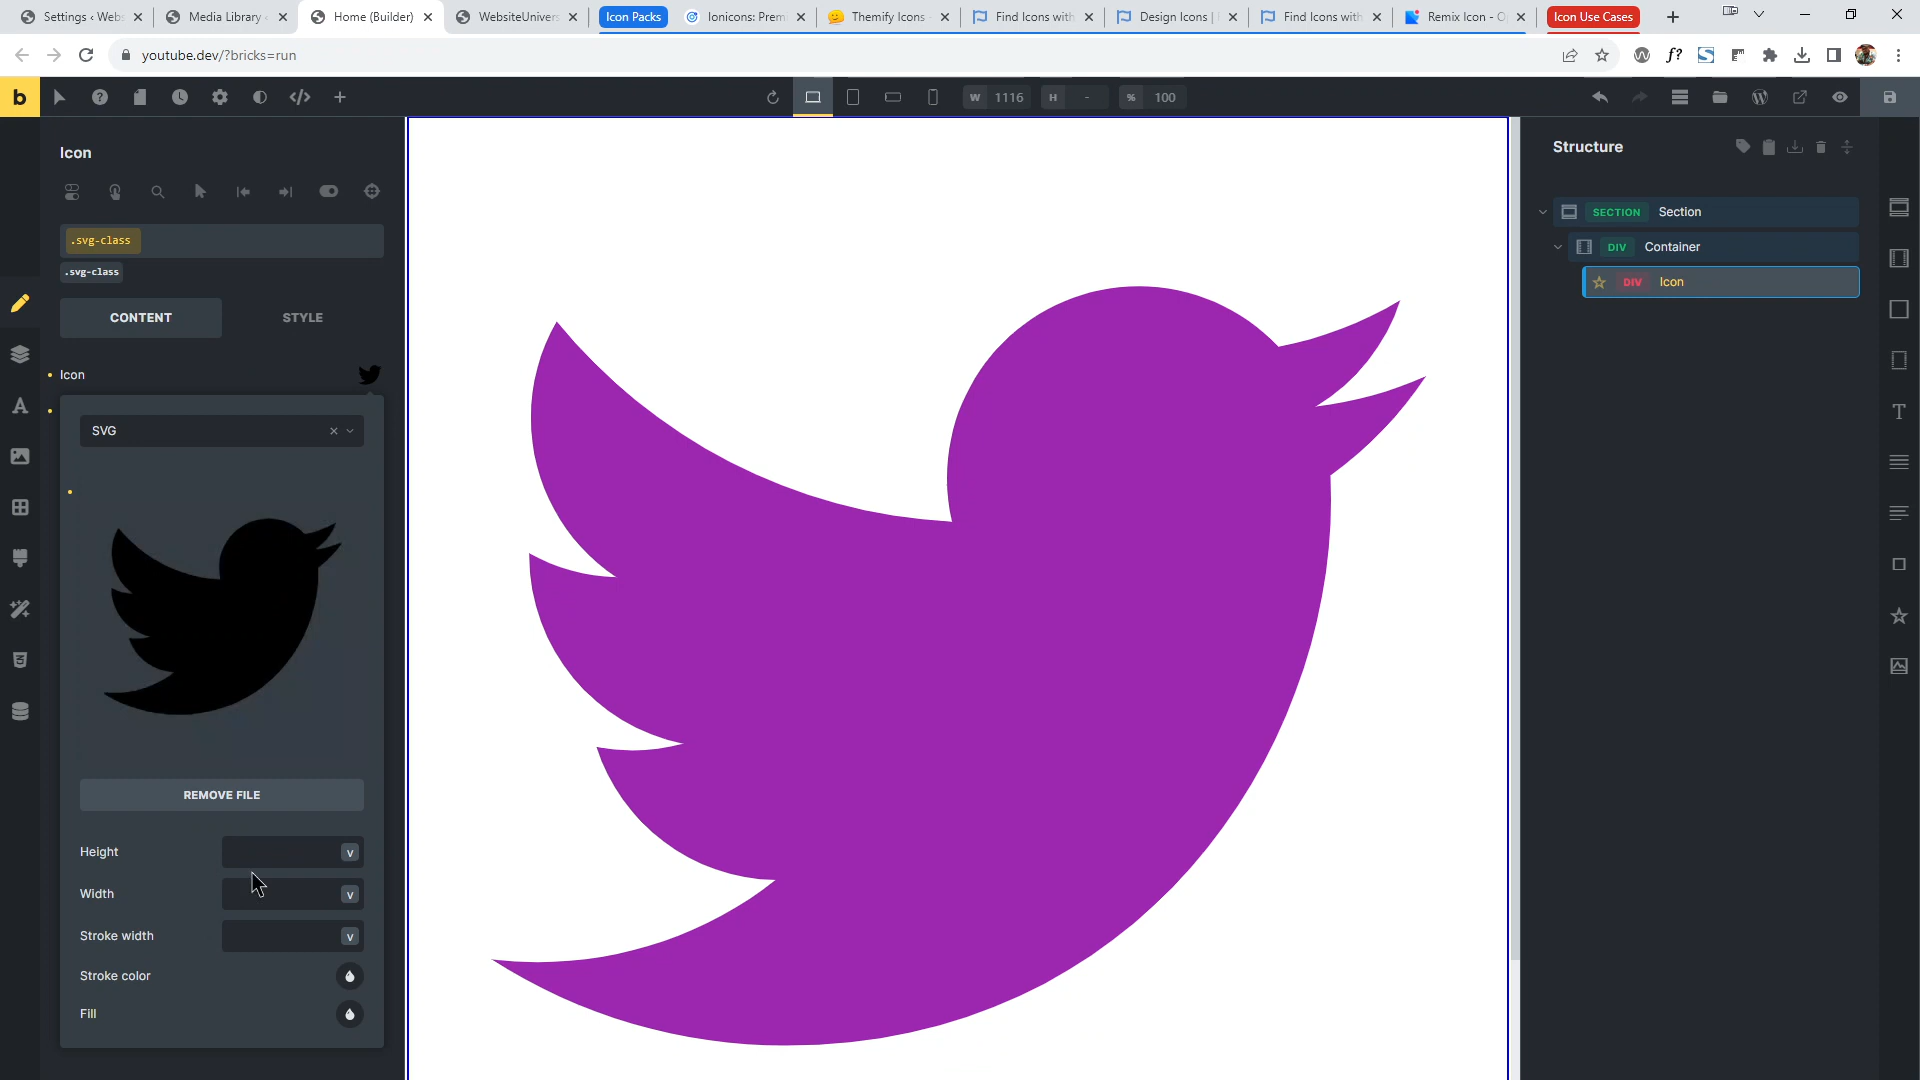 Settings ‹ Webs
Media Library ‹
Home (Builder)
WebsiteUnivers
Icon Packs
Ionicons: Prem
Themify Icons
Find Icons with
Design Icons |
Find Icons with
Remix Icon - O
Icon Use Cases
youtube.dev/?bricks=run
b
W 1116
H -
% 100
Icon
Structure
.svg-class
.svg-class
SECTION Section
DIV Container
DIV Icon
CONTENT
STYLE
Icon
SVG
REMOVE FILE
Height
v
Width
v
Stroke width
v
Stroke color
Fill